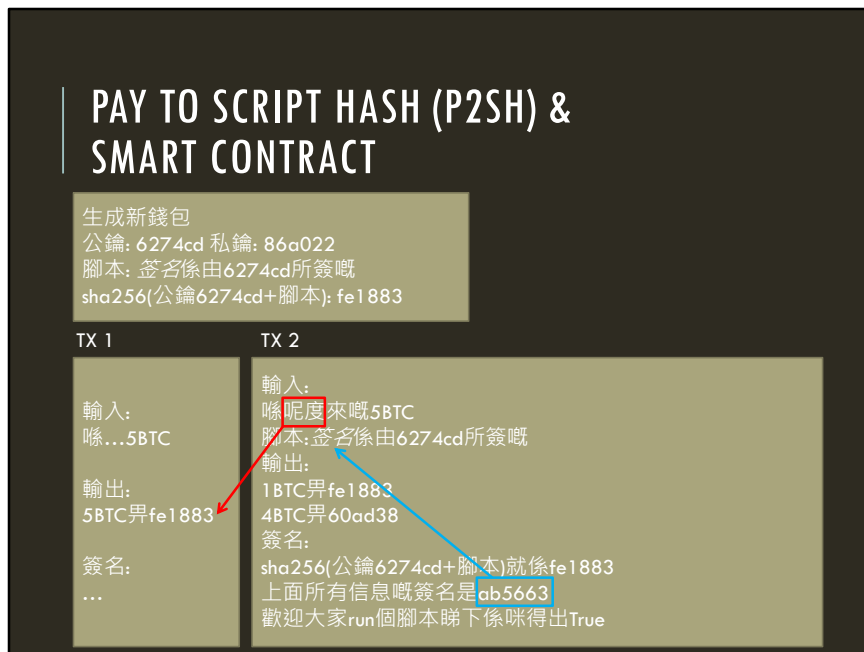 PAY TO SCRIPT HASH (P2SH) &
SMART CONTRACT
生成新錢包
公鑰: 6274cd 私鑰: 86a022
腳本: 签名係由6274cd所簽嘅
sha256(公鑰6274cd+腳本): fe1883
TX 1
輸入:
喺…5BTC
輸出:
5BTC畀fe1883
簽名:
…
TX 2
輸入:
喺呢度來嘅5BTC
腳本: 签名係由6274cd所簽嘅
輸出:
1BTC畀fe1883
4BTC畀60ad38
簽名:
sha256(公鑰6274cd+腳本)就係fe1883
上面所有信息嘅簽名是ab5663
歡迎大家run個腳本睇下係咪得出True